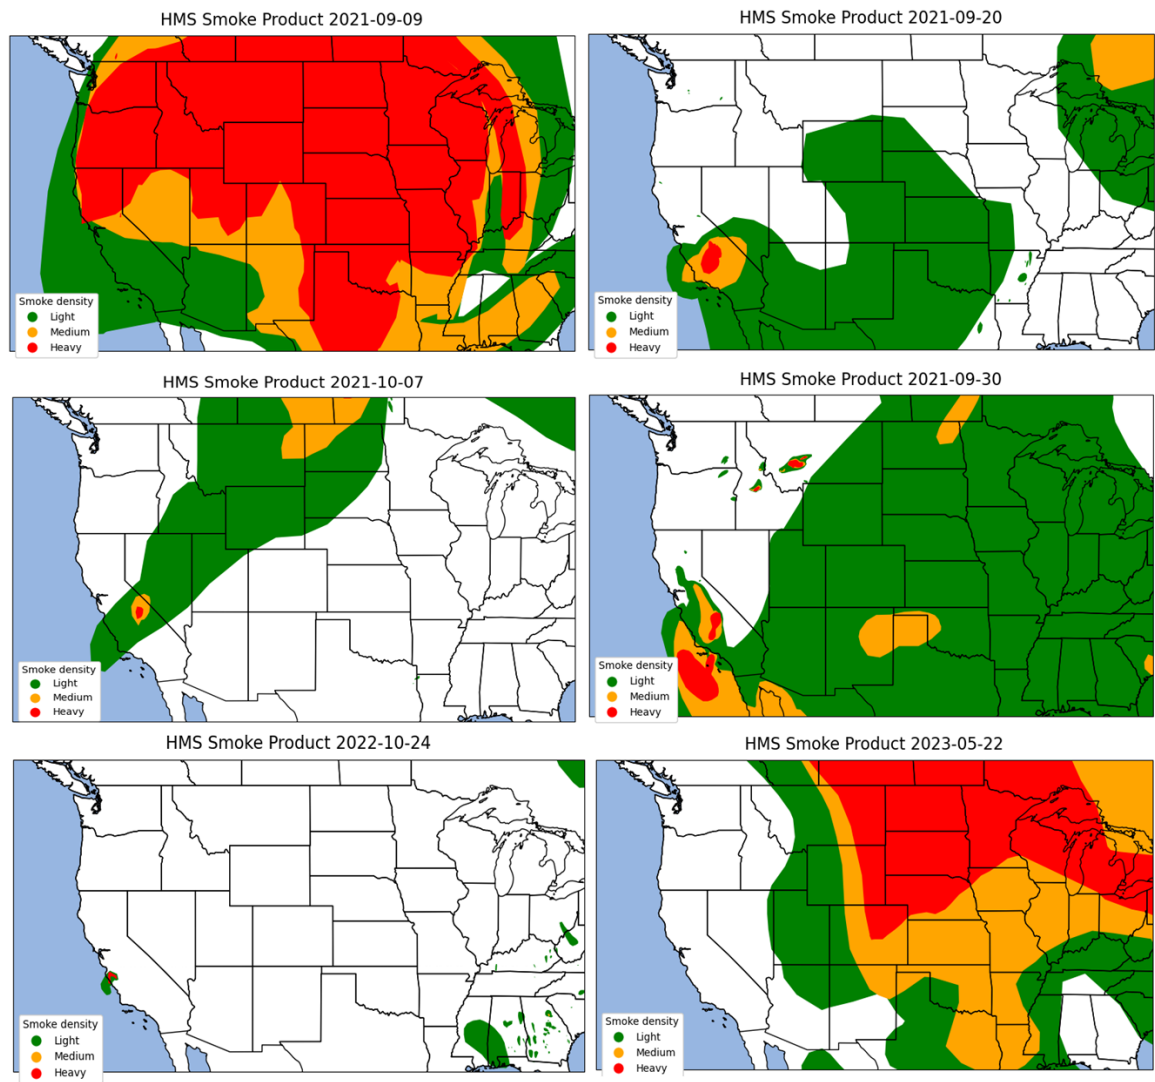 HMS Smoke Product 2021-09-09
Smoke density
Light
Medium
Heavy
HMS Smoke Product 2021-09-20
Smoke density
Light
Medium
Heavy
HMS Smoke Product 2021-10-07
Smoke density
Light
Medium
Heavy
HMS Smoke Product 2021-09-30
Smoke density
Light
Medium
Heavy
HMS Smoke Product 2022-10-24
Smoke density
Light
Medium
Heavy
HMS Smoke Product 2023-05-22
Smoke density
Light
Medium
Heavy